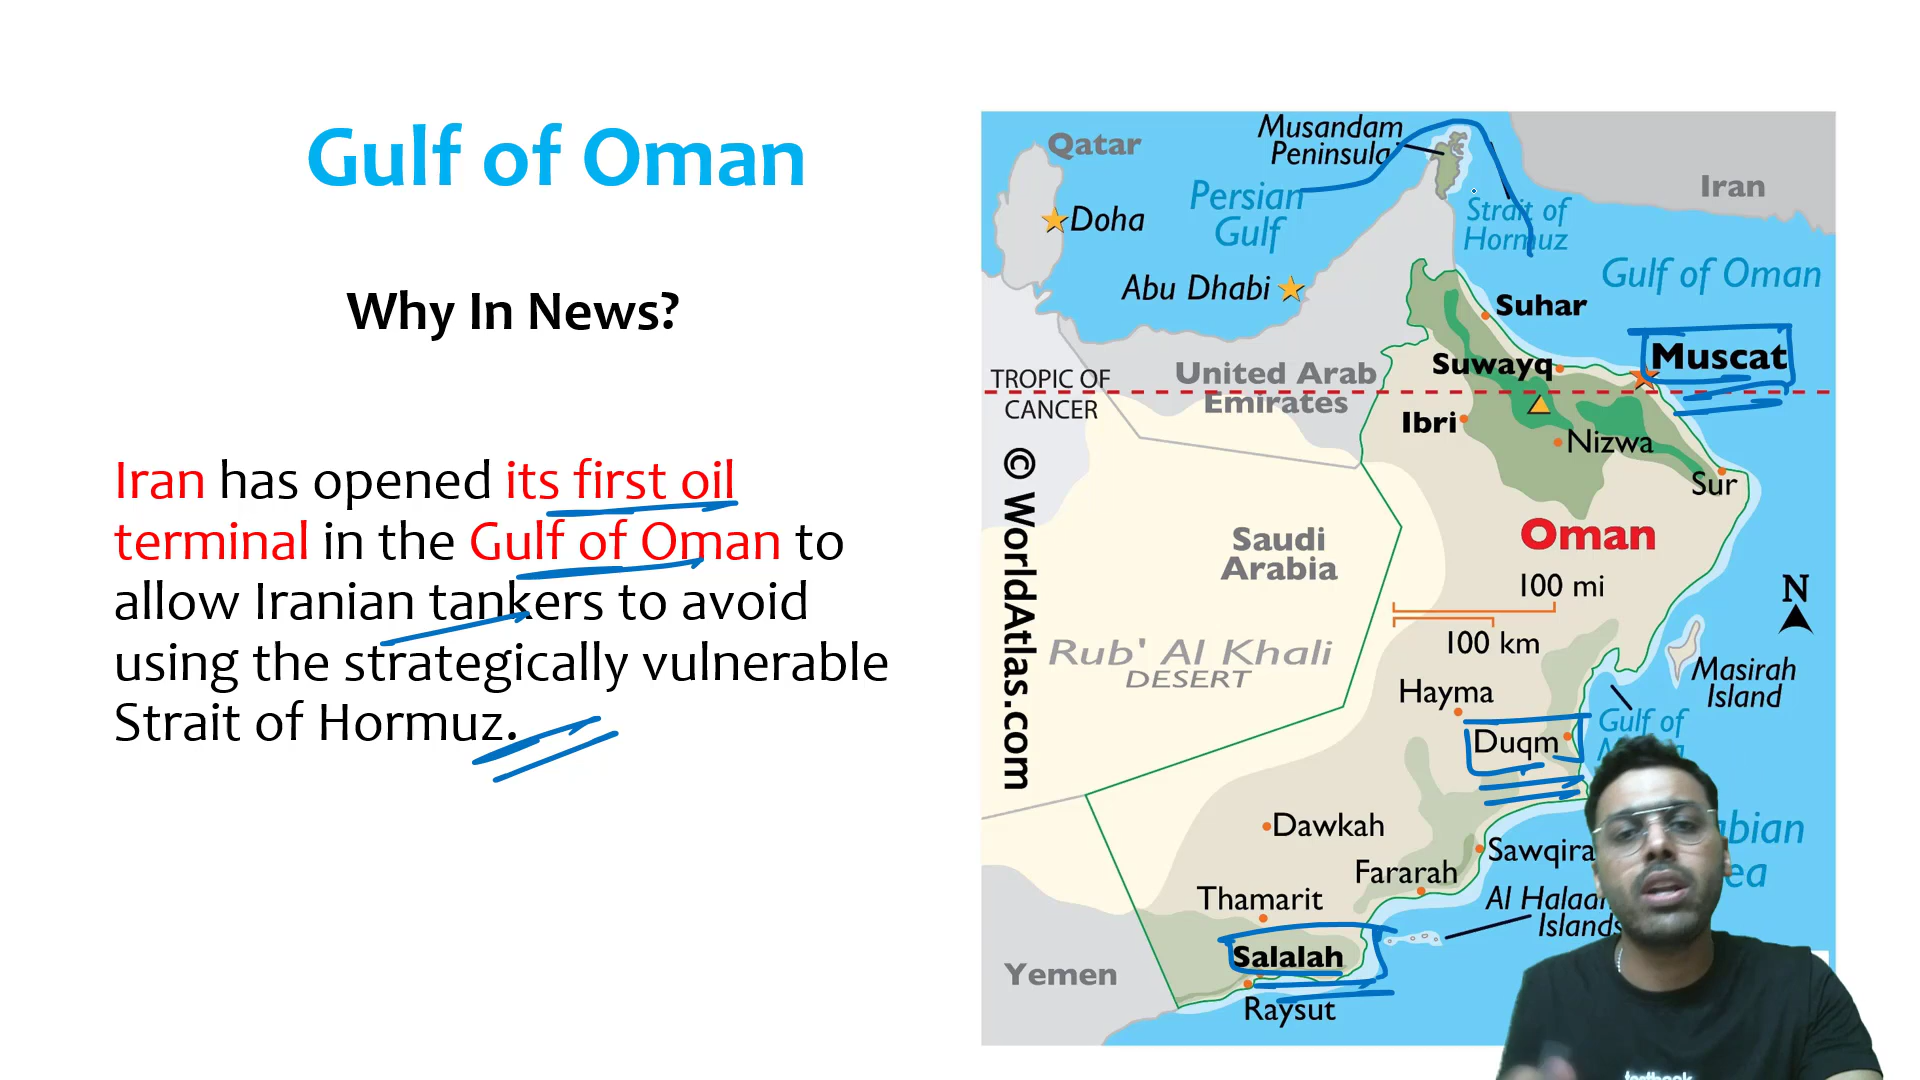 Gulf of Oman
Why In News?
Iran has opened its first oil
terminal in the Gulf of Oman to
allow Iranian tankers to avoid
using the strategically vulnerable
Strait of Hormuz.
Musandam
Peninsula
Qatar
Iran
Persian
Gulf
Strait of
Hormuz
Doha
Gulf of Oman
Abu Dhabi
Suhar
Muscat
Suwayq
TROPIC OF
CANCER
United Arab
Emirates
Ibri
Nizwa
Sur
© WorldAtlas.com
Saudi
Arabia
Oman
100 mi
100 km
N
Rub' Al Khali
DESERT
Masirah
Island
Hayma
Gulf of
Duqm
Dawkah
Sawqira
Fararah
Thamarit
Islands
Salalah
Yemen
Raysut